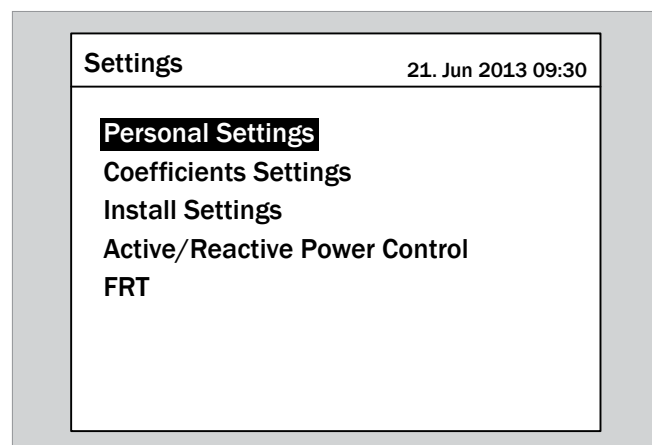 Settings
21. Jun 2013 09:30
Personal Settings
Coefficients Settings
Install Settings
Active/Reactive Power Control
FRT